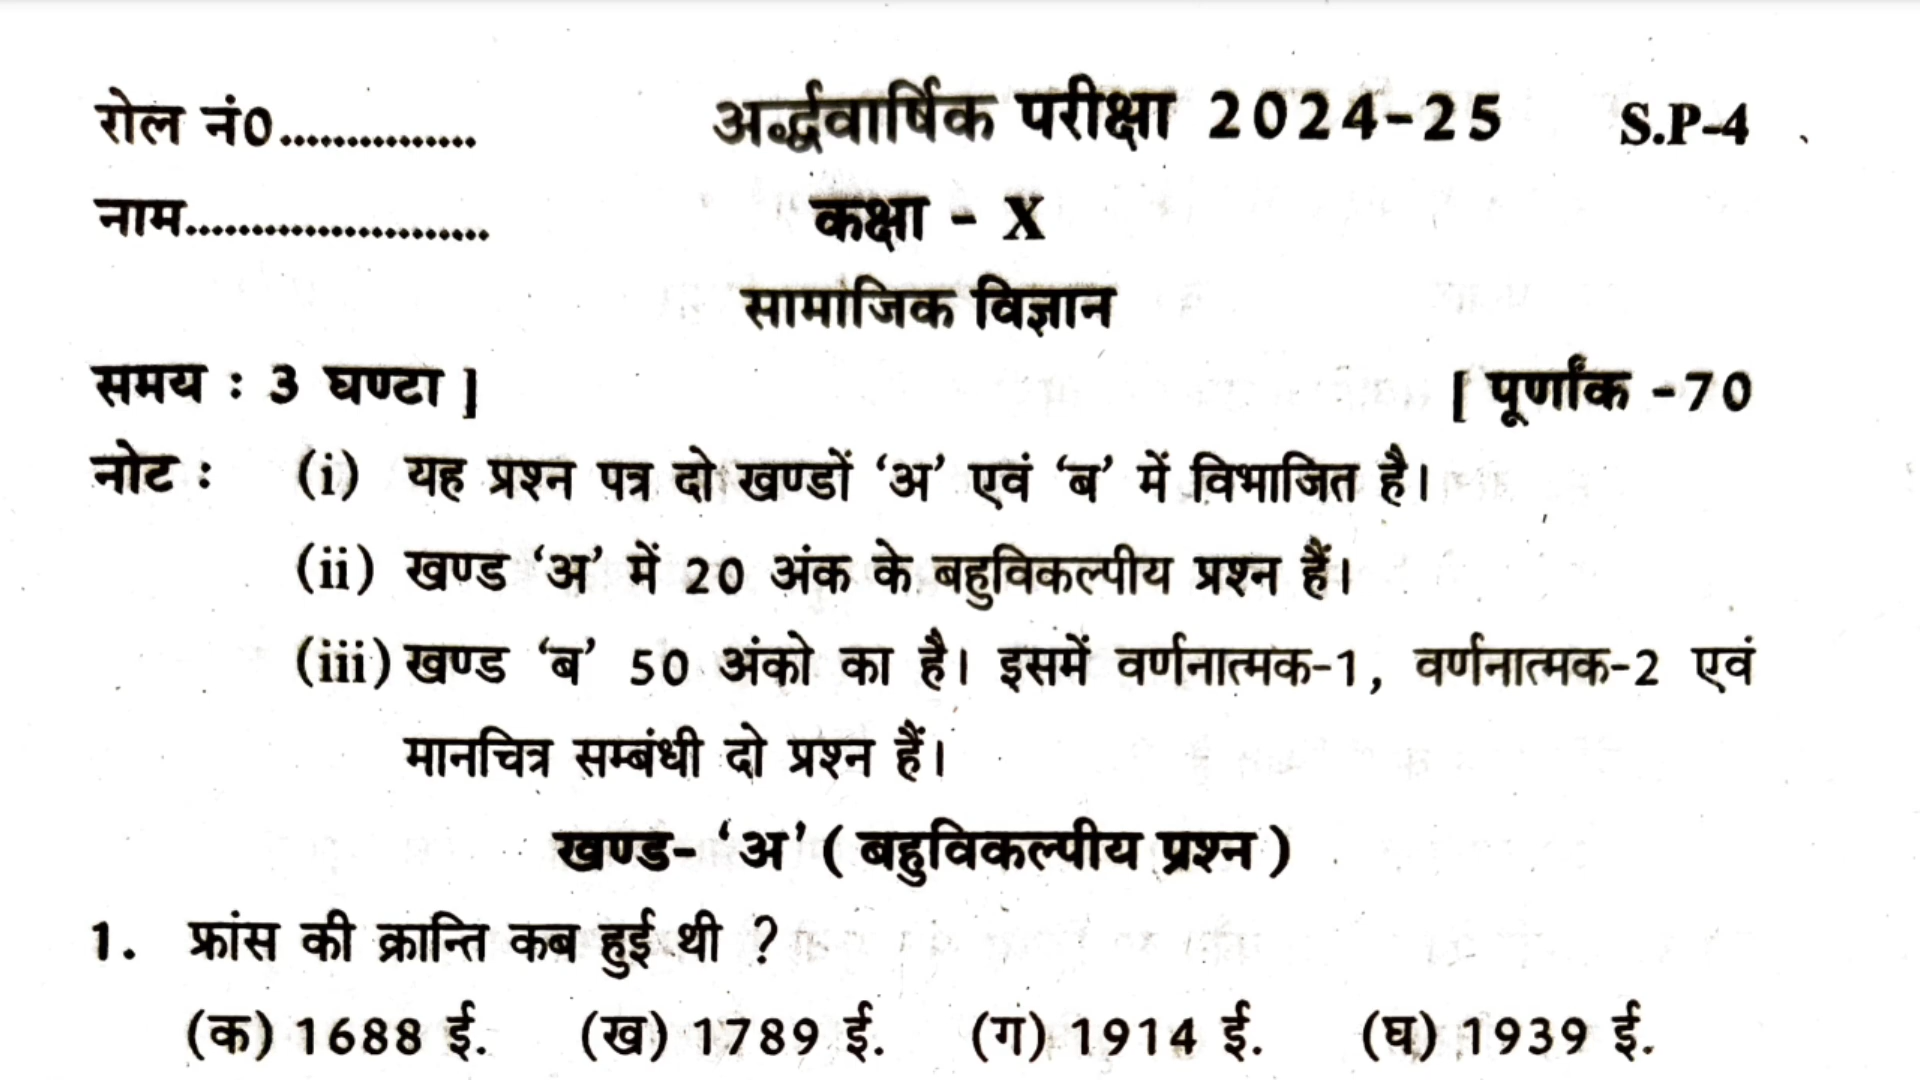 रोल नं0............... अर्द्धवार्षिक परीक्षा 2024-25 S.P-4
नाम....................... कक्षा - X
सामाजिक विज्ञान
समय : 3 घण्टा ] [ पूर्णांक -70
नोट : (i) यह प्रश्न पत्र दो खण्डों ‘अ’ एवं ‘ब’ में विभाजित है।
(ii) खण्ड ‘अ’ में 20 अंक के बहुविकल्पीय प्रश्न हैं।
(iii) खण्ड ‘ब’ 50 अंको का है। इसमें वर्णनात्मक-1, वर्णनात्मक-2 एवं
मानचित्र सम्बंधी दो प्रश्न हैं।
खण्ड- ‘अ’ ( बहुविकल्पीय प्रश्न )
1. फ्रांस की क्रान्ति कब हुई थी ?
(क) 1688 ई. (ख) 1789 ई. (ग) 1914 ई. (घ) 1939 ई.